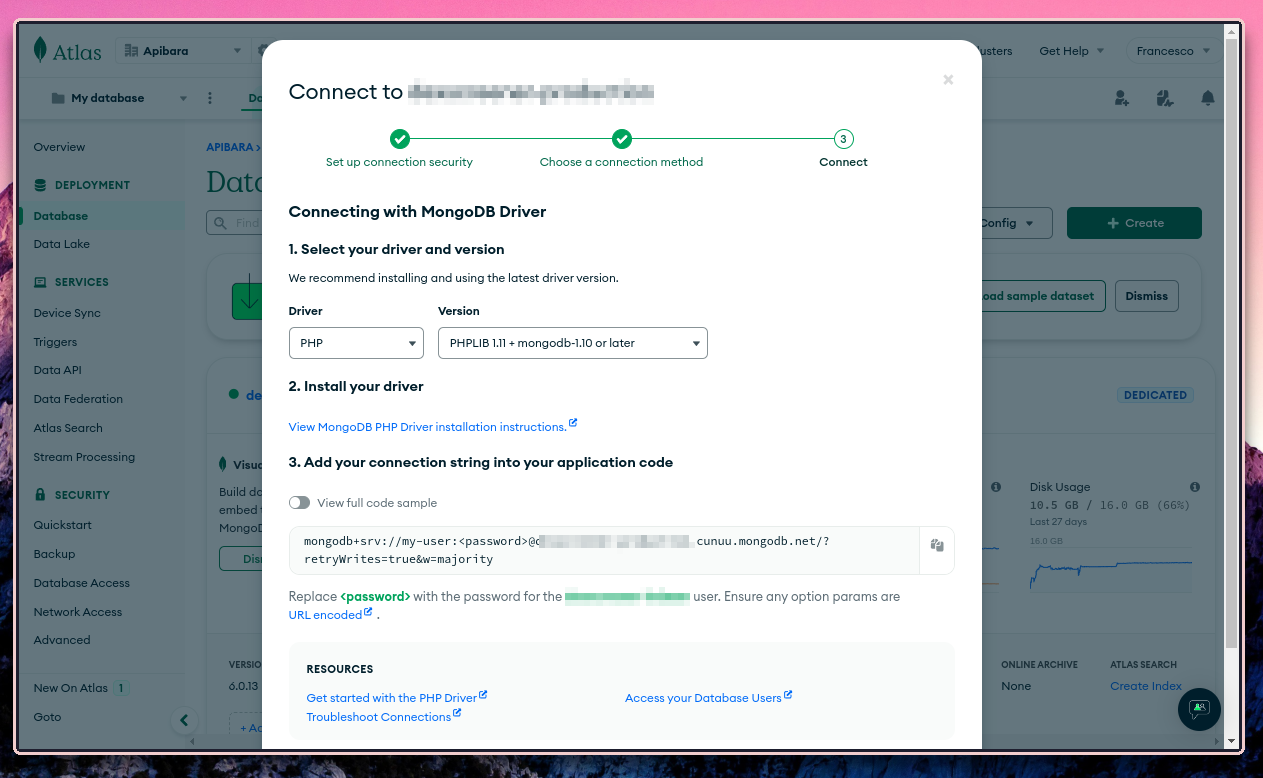 Atlas
Apibara
usters
Get Help
Francesco
My database
Da
Overview
DEPLOYMENT
Database
Data Lake
SERVICES
Device Sync
Triggers
Data API
Data Federation
Atlas Search
Stream Processing
SECURITY
Quickstart
Backup
Database Access
Network Access
Advanced
New On Atlas 1
Goto
APIBARA >
Data
Find
Config
+ Create
oad sample dataset
Dismiss
de
DEDICATED
Visu
Build da
embed t
MongoD
Dis
Disk Usage
10.5 GB / 16.0 GB (66%)
Last 27 days
16.0 GB
VERSIO
6.0.13
+ Ad
ONLINE ARCHIVE
None
ATLAS SEARCH
Create Index
Connect to
×
Set up connection security
Choose a connection method
3
Connect
Connecting with MongoDB Driver
1. Select your driver and version
We recommend installing and using the latest driver version.
Driver
Version
PHP
PHPLIB 1.11 + mongodb-1.10 or later
2. Install your driver
View MongoDB PHP Driver installation instructions.
3. Add your connection string into your application code
View full code sample
mongodb+srv://my-user:<password>@d .cunuu.mongodb.net/?
retryWrites=true&w=majority
Replace <password> with the password for the user. Ensure any option params are
URL encoded .
RESOURCES
Get started with the PHP Driver
Access your Database Users
Troubleshoot Connections